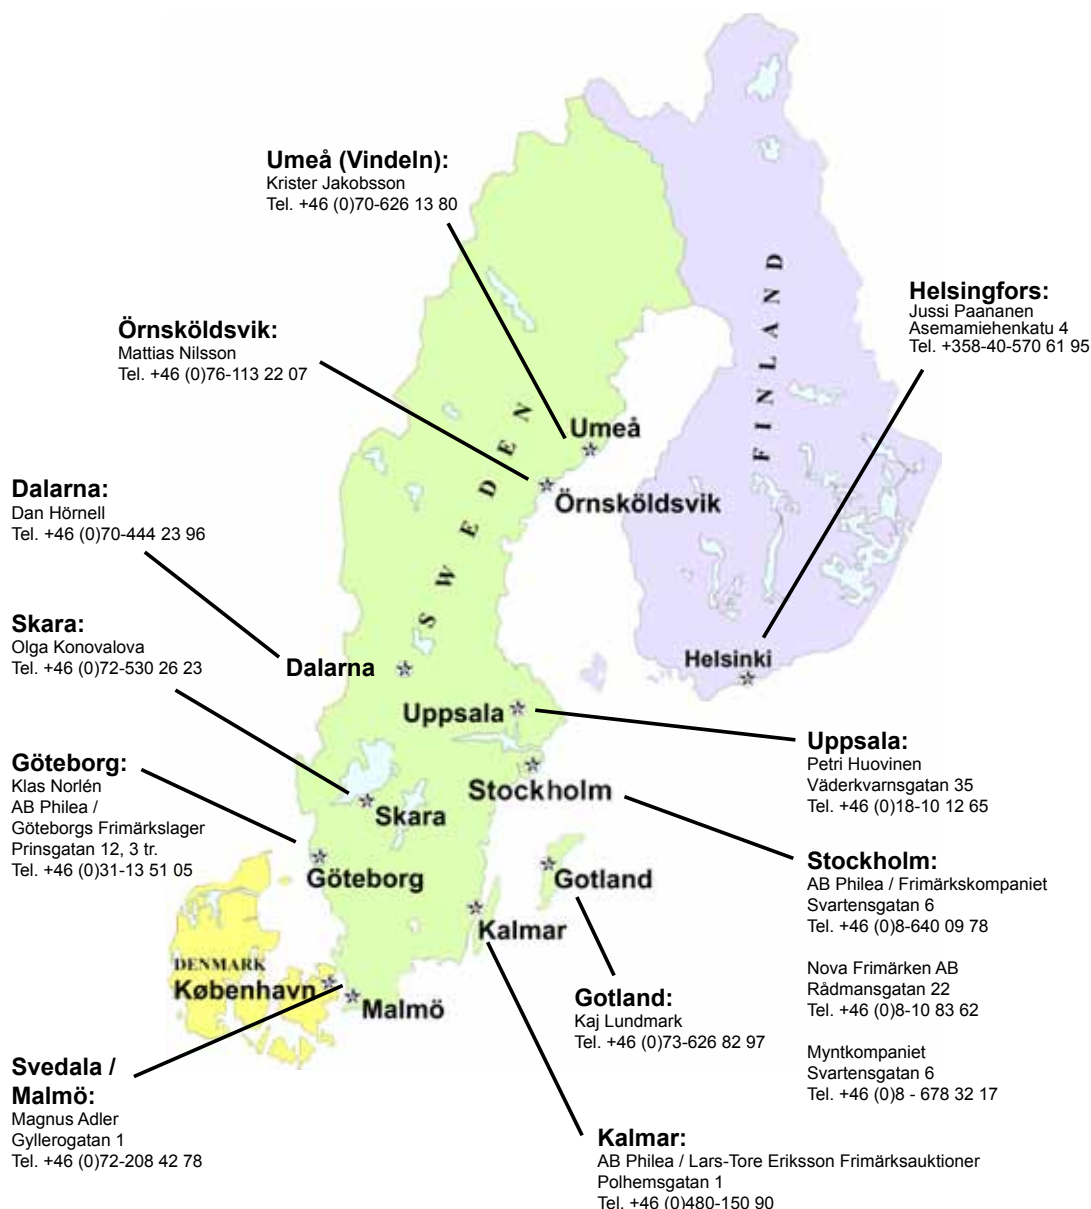 Umeå (Vindeln):
Krister Jakobsson
Tel. +46 (0)70-626 13 80
Helsingfors:
Jussi Paananen
Asemamiehenkatu 4
Tel. +358-40-570 61 95
Örnsköldsvik:
Mattias Nilsson
Tel. +46 (0)76-113 22 07
FINLAND
SWEDEN
Umeå
Örnsköldsvik
Dalarna:
Dan Hörnell
Tel. +46 (0)70-444 23 96
Skara:
Olga Konovalova
Tel. +46 (0)72-530 26 23
Dalarna
Helsinki
Uppsala
Uppsala:
Petri Huovinen
Väderkvarnsgatan 35
Tel. +46 (0)18-10 12 65
Göteborg:
Klas Norlén
AB Philea /
Göteborgs Frimärkslager
Prinsgatan 12, 3 tr.
Tel. +46 (0)31-13 51 05
Stockholm
Skara
Göteborg
Gotland
Kalmar
Stockholm:
AB Philea / Frimärkskompaniet
Svartensgatan 6
Tel. +46 (0)8-640 09 78
Nova Frimärken AB
Rådmansgatan 22
Tel. +46 (0)8-10 83 62
Myntkompaniet
Svartensgatan 6
Tel. +46 (0)8 - 678 32 17
DENMARK
København
Malmö
Gotland:
Kaj Lundmark
Tel. +46 (0)73-626 82 97
Svedala /
Malmö:
Magnus Adler
Gyllerogatan 1
Tel. +46 (0)72-208 42 78
Kalmar:
AB Philea / Lars-Tore Eriksson Frimärksauktioner
Polhemsgatan 1
Tel. +46 (0)480-150 90